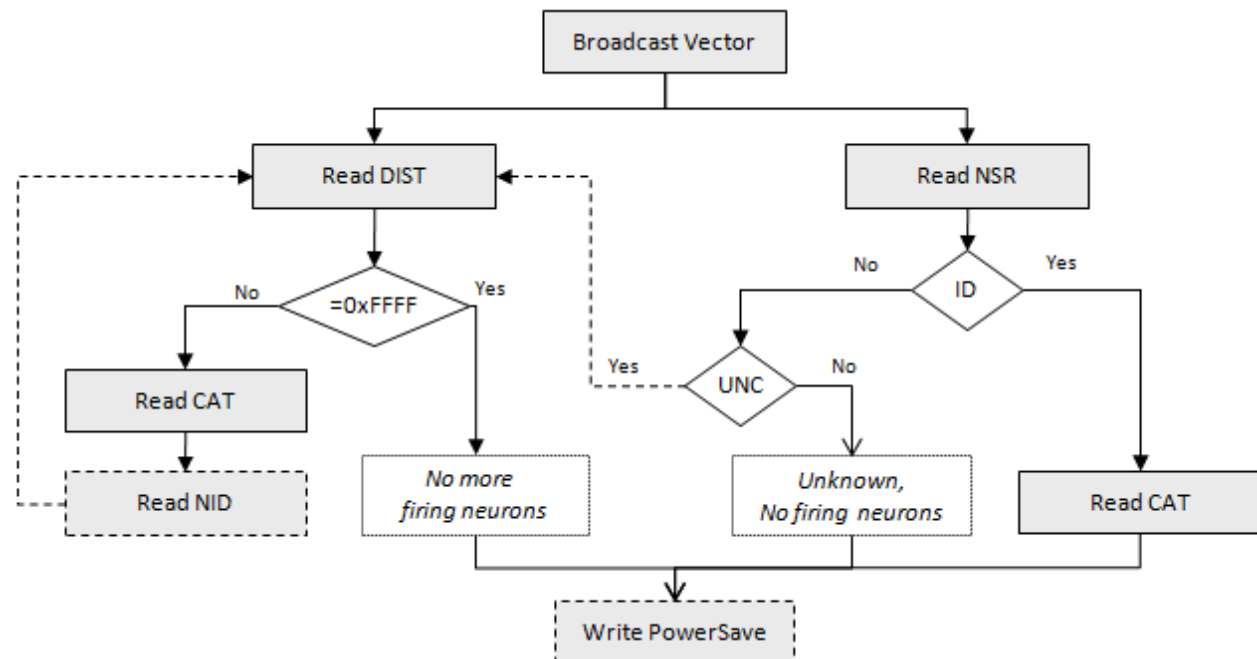 Broadcast Vector
Read DIST
Read NSR
No
Yes
No
Yes
=0xFFFF
ID
Yes
No
Read CAT
UNC
Read NID
No more
firing neurons
Unknown,
No firing neurons
Read CAT
Write PowerSave